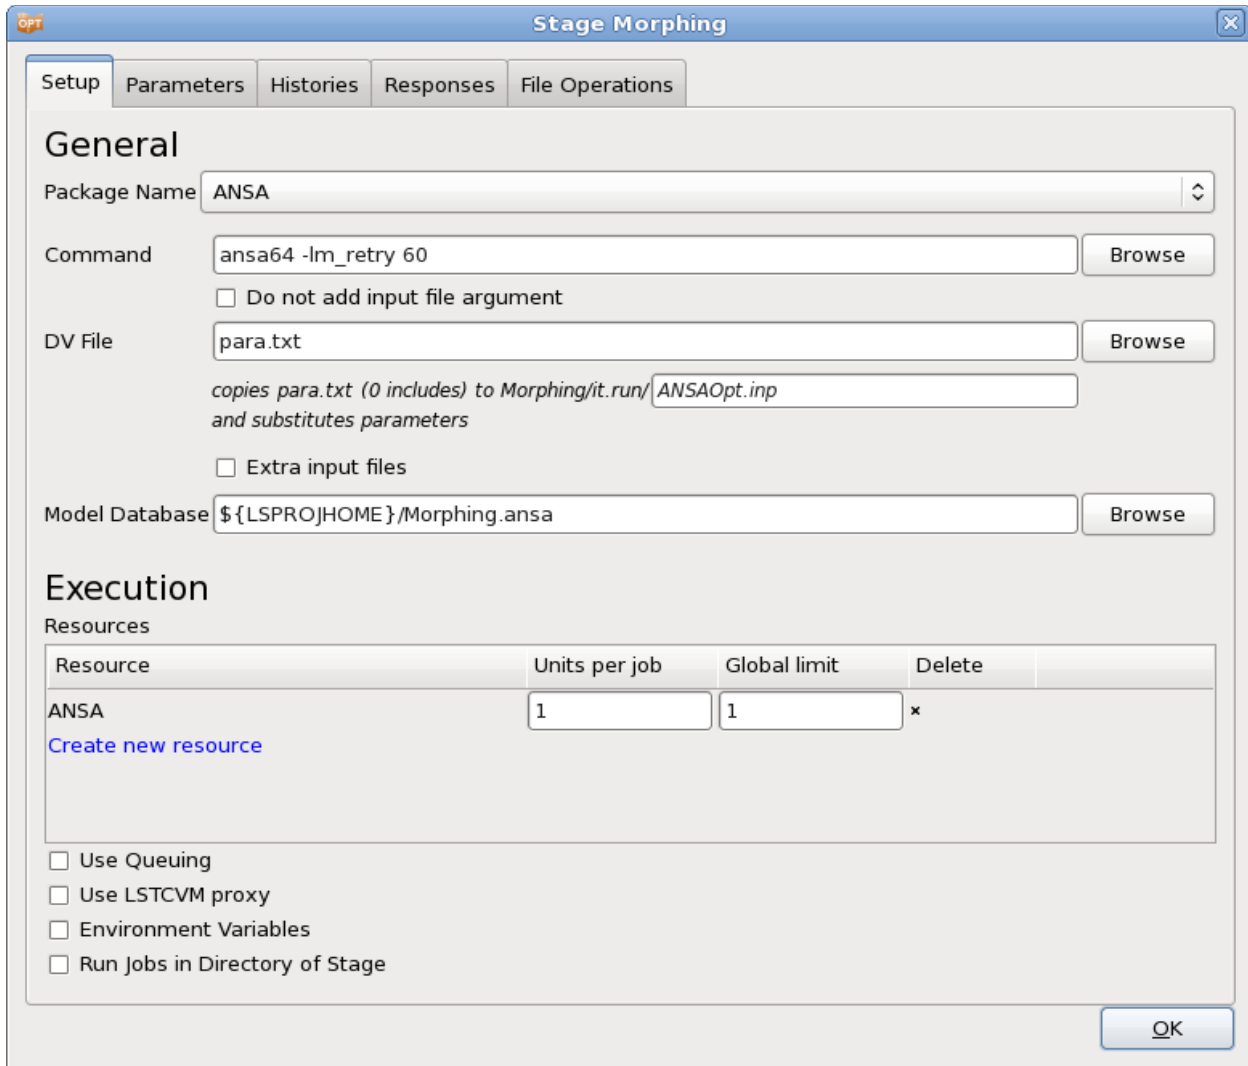 OPT Stage Morphing
Setup Parameters Histories Responses File Operations
General
Package Name ANSA
Command ansa64 -lm_retry 60 Browse
Do not add input file argument
DV File para.txt Browse
copies para.txt (0 includes) to Morphing/it.run/ ANSAOpt.inp
and substitutes parameters
Extra input files
Model Database ${LSPROJHOME}/Morphing.ansa Browse
Execution
Resources
Resource Units per job Global limit Delete
ANSA 1 1 ×
Create new resource
Use Queuing
Use LSTCVM proxy
Environment Variables
Run Jobs in Directory of Stage
OK